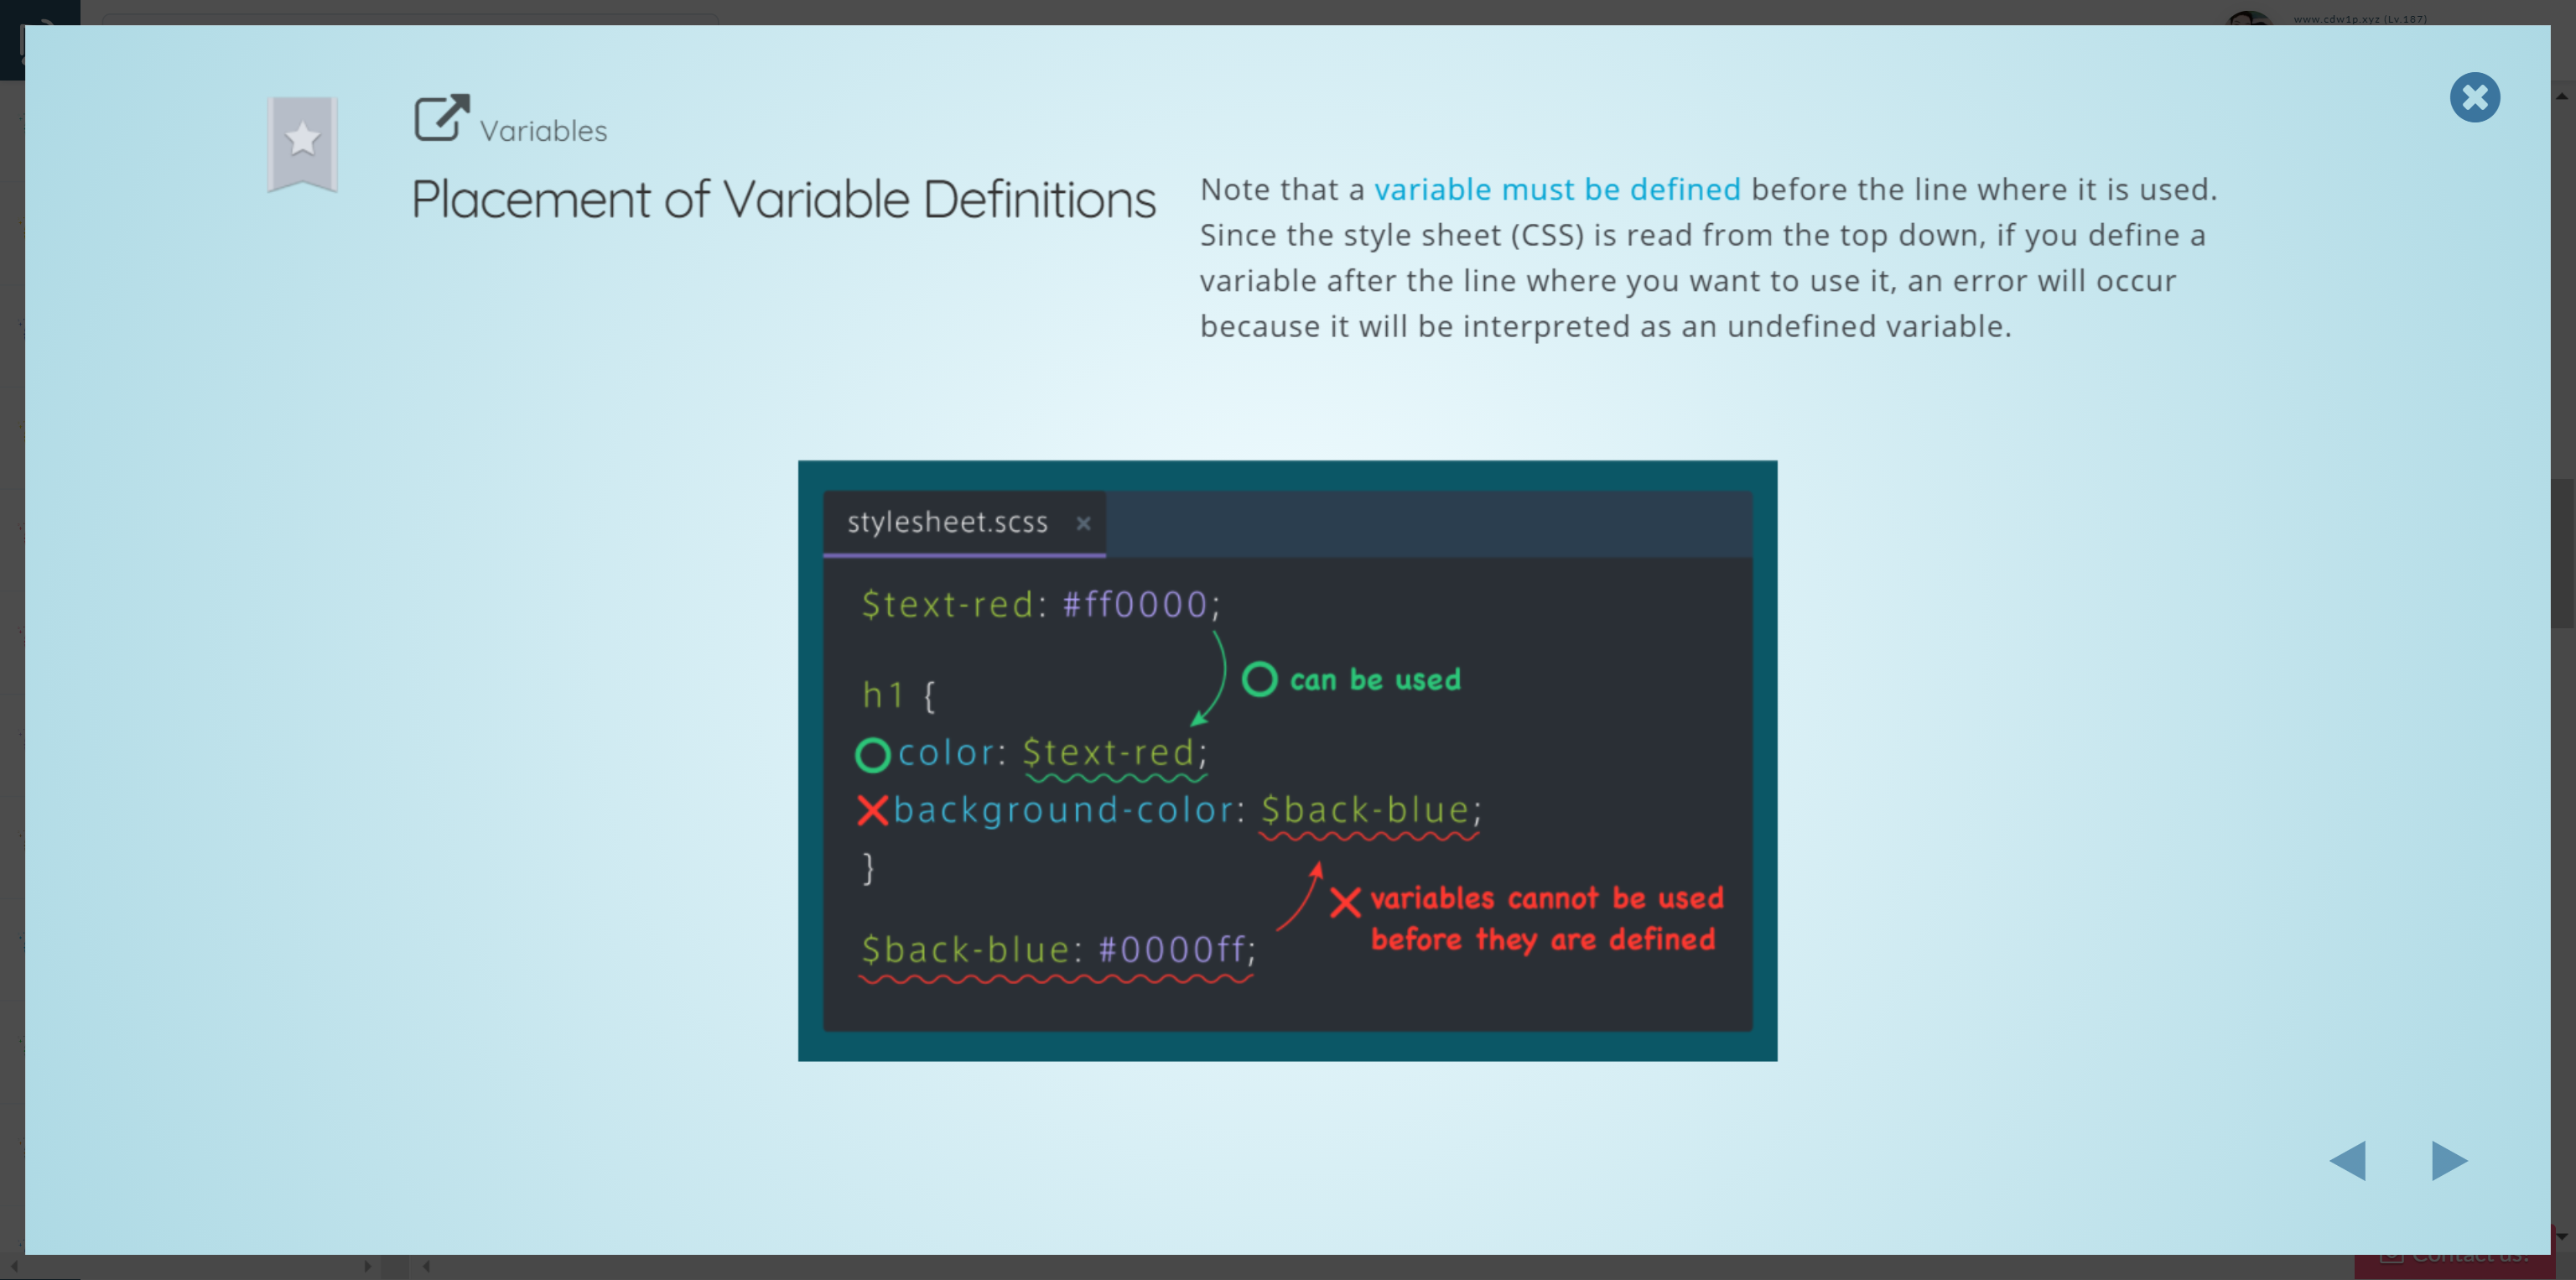 www.cdw1p.xyz (Lv.187)
Variables
Placement of Variable Definitions
Note that a variable must be defined before the line where it is used.
Since the style sheet (CSS) is read from the top down, if you define a
variable after the line where you want to use it, an error will occur
because it will be interpreted as an undefined variable.
stylesheet.scss ×
$text-red: #ff0000;
can be used
h1 {
color: $text-red;
background-color: $back-blue;
}
variables cannot be used
before they are defined
$back-blue: #0000ff;
Contact us!